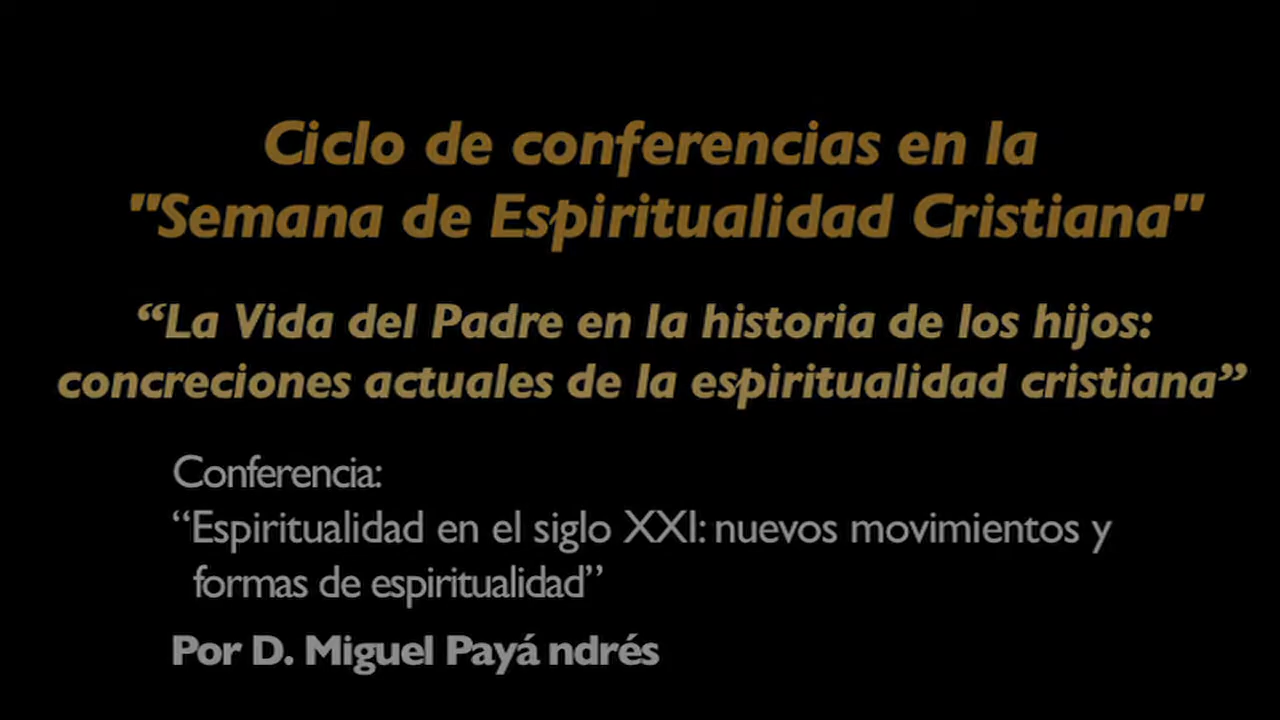 Ciclo de conferencias en la
"Semana de Espiritualidad Cristiana"
“La Vida del Padre en la historia de los hijos:
concreciones actuales de la espiritualidad cristiana”
Conferencia:
“Espiritualidad en el siglo XXI: nuevos movimientos y
formas de espiritualidad”
Por D. Miguel Payá ndrés